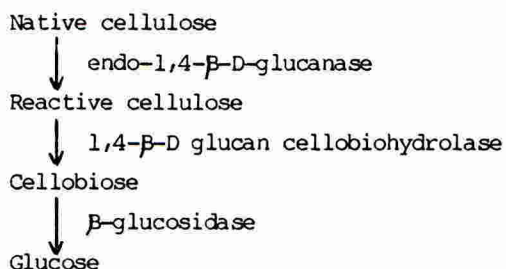 Native cellulose
endo-1,4-β-D-glucanase
Reactive cellulose
1,4-β-D glucan cellobiohydrolase
Cellobiose
β-glucosidase
Glucose